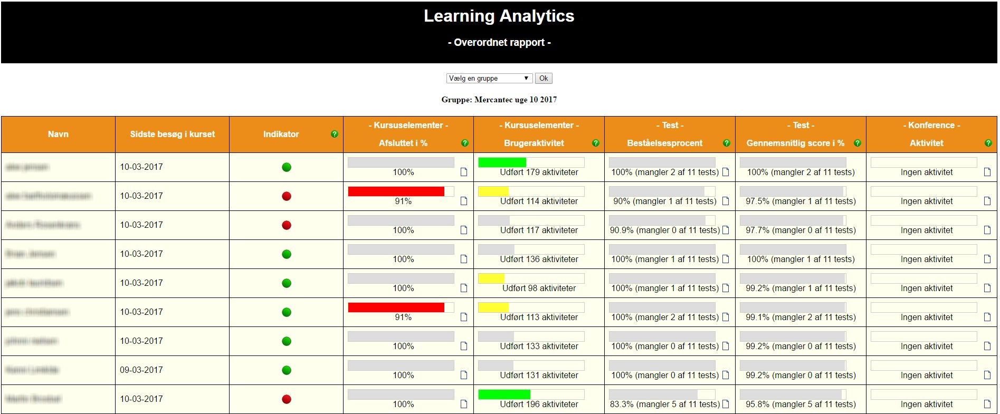 Learning Analytics
- Overordnet rapport -
Vælg en gruppe Ok
Gruppe: Mercantec uge 10 2017
Navn Sidste besøg i kurset Indikator - Kursuselementer - Afsluttet i % - Kursuselementer - Brugeraktivitet - Test - Beståelsesprocent - Test - Gennemsnitlig score i % - Konference - Aktivitet
10-03-2017 100% Udført 179 aktiviteter 100% (mangler 2 af 11 tests) 100% (mangler 2 af 11 tests) Ingen aktivitet
10-03-2017 91% Udført 114 aktiviteter 90% (mangler 1 af 11 tests) 97.5% (mangler 1 af 11 tests) Ingen aktivitet
10-03-2017 100% Udført 117 aktiviteter 90.9% (mangler 0 af 11 tests) 97.7% (mangler 0 af 11 tests) Ingen aktivitet
10-03-2017 100% Udført 136 aktiviteter 100% (mangler 1 af 11 tests) 100% (mangler 1 af 11 tests) Ingen aktivitet
10-03-2017 100% Udført 98 aktiviteter 100% (mangler 1 af 11 tests) 99.2% (mangler 1 af 11 tests) Ingen aktivitet
10-03-2017 91% Udført 113 aktiviteter 100% (mangler 2 af 11 tests) 99.1% (mangler 2 af 11 tests) Ingen aktivitet
10-03-2017 100% Udført 133 aktiviteter 100% (mangler 0 af 11 tests) 99.2% (mangler 0 af 11 tests) Ingen aktivitet
09-03-2017 100% Udført 131 aktiviteter 100% (mangler 0 af 11 tests) 99.2% (mangler 0 af 11 tests) Ingen aktivitet
10-03-2017 100% Udført 196 aktiviteter 83.3% (mangler 5 af 11 tests) 95.8% (mangler 5 af 11 tests) Ingen aktivitet